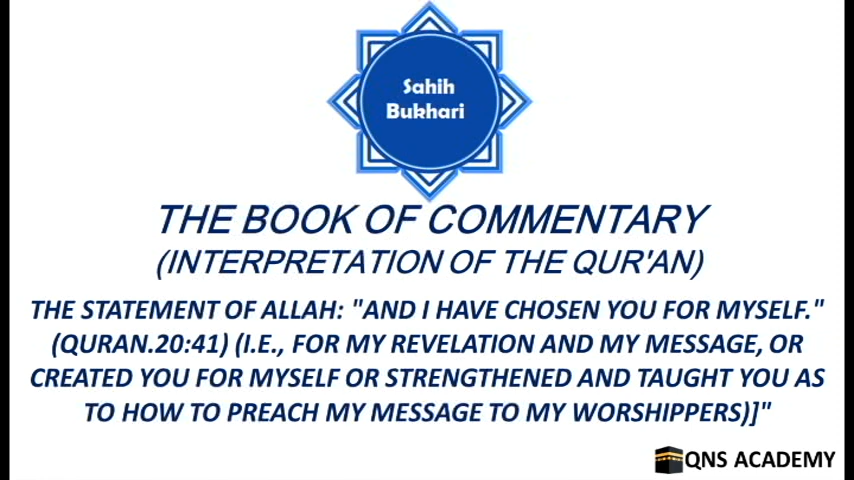 Sahih
Bukhari
THE BOOK OF COMMENTARY
(INTERPRETATION OF THE QUR'AN)
THE STATEMENT OF ALLAH: "AND I HAVE CHOSEN YOU FOR MYSELF."
(QURAN.20:41) (I.E., FOR MY REVELATION AND MY MESSAGE, OR
CREATED YOU FOR MYSELF OR STRENGTHENED AND TAUGHT YOU AS
TO HOW TO PREACH MY MESSAGE TO MY WORSHIPPERS)]"
QNS ACADEMY